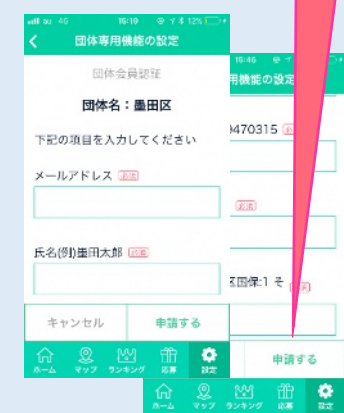 au 4G 15:19 12%
団体専用機能の設定
団体会員認証
団体名：墨田区
下記の項目を入力してください
メールアドレス 必須
氏名(例)墨田太郎 必須
キャンセル 申請する
ホーム マップ ランキング 応募 設定
15:46
用機能の設定
0470315 必
必須
区国保:1 そ
申請する
ホーム マップ ランキング 応募 設定